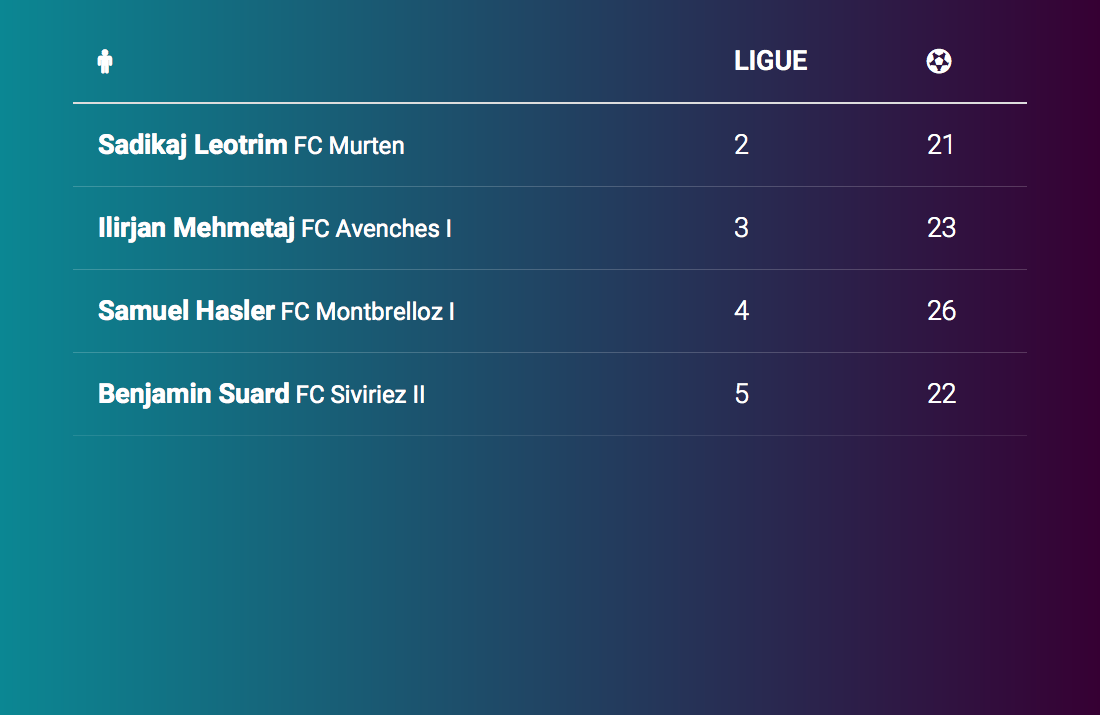 LIGUE
Sadikaj Leotrim FC Murten 2 21
Ilirjan Mehmetaj FC Avenches I 3 23
Samuel Hasler FC Montbrelloz I 4 26
Benjamin Suard FC Siviriez II 5 22